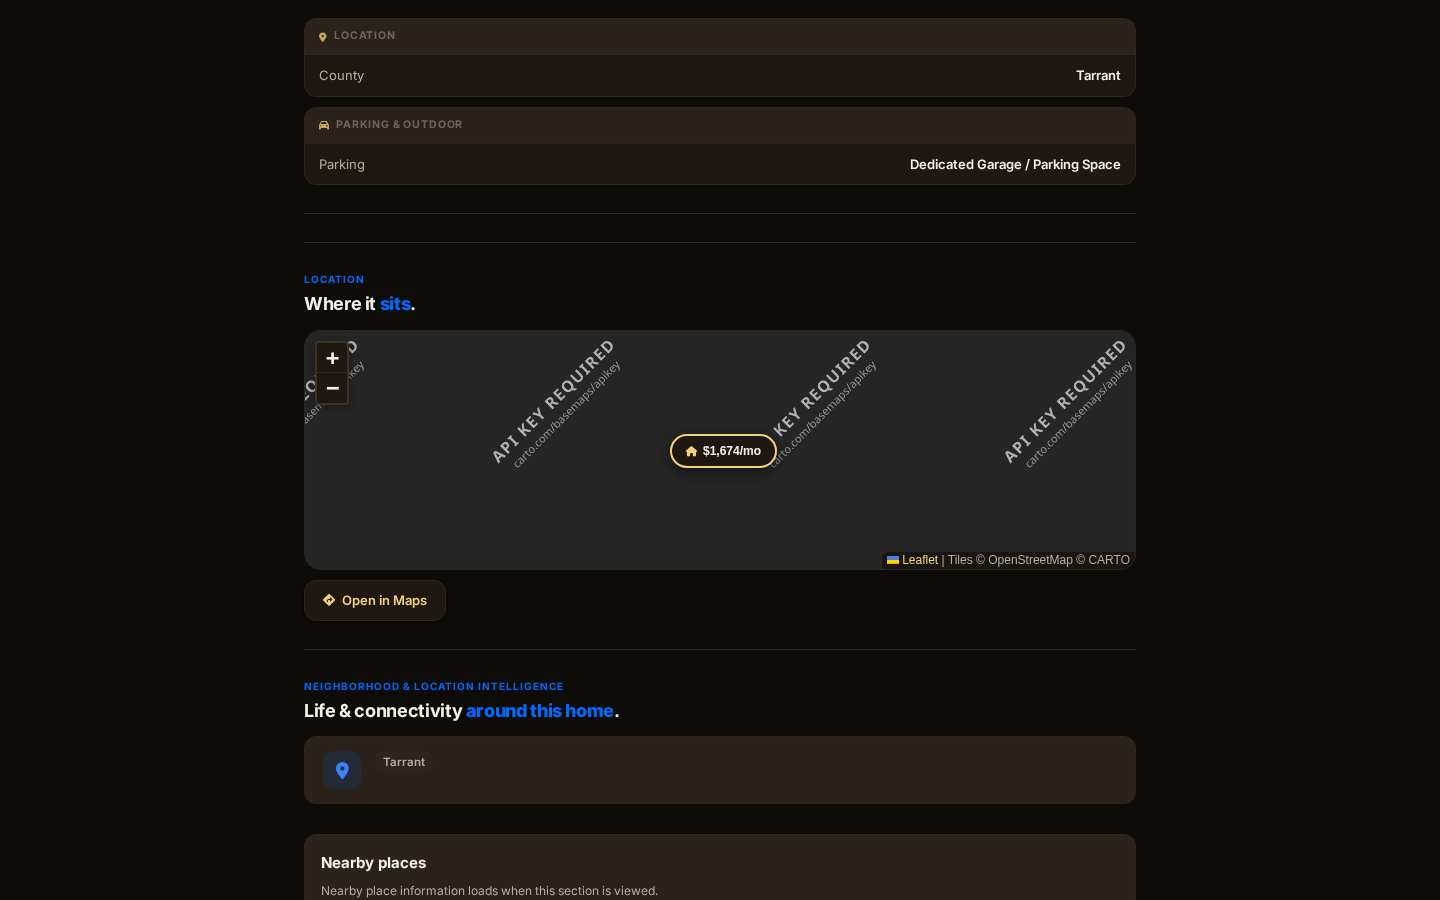 LOCATION
County
Tarrant
PARKING & OUTDOOR
Parking
Dedicated Garage / Parking Space
LOCATION
Where it sits.
+
−
API KEY REQUIRED
carto.com/basemaps/apikey
KEY REQUIRED
carto.com/basemaps/apikey
API KEY REQUIRED
carto.com/basemaps/apikey
$1,674/mo
Leaflet | Tiles © OpenStreetMap © CARTO
Open in Maps
NEIGHBORHOOD & LOCATION INTELLIGENCE
Life & connectivity around this home.
Tarrant
Nearby places
Nearby place information loads when this section is viewed.